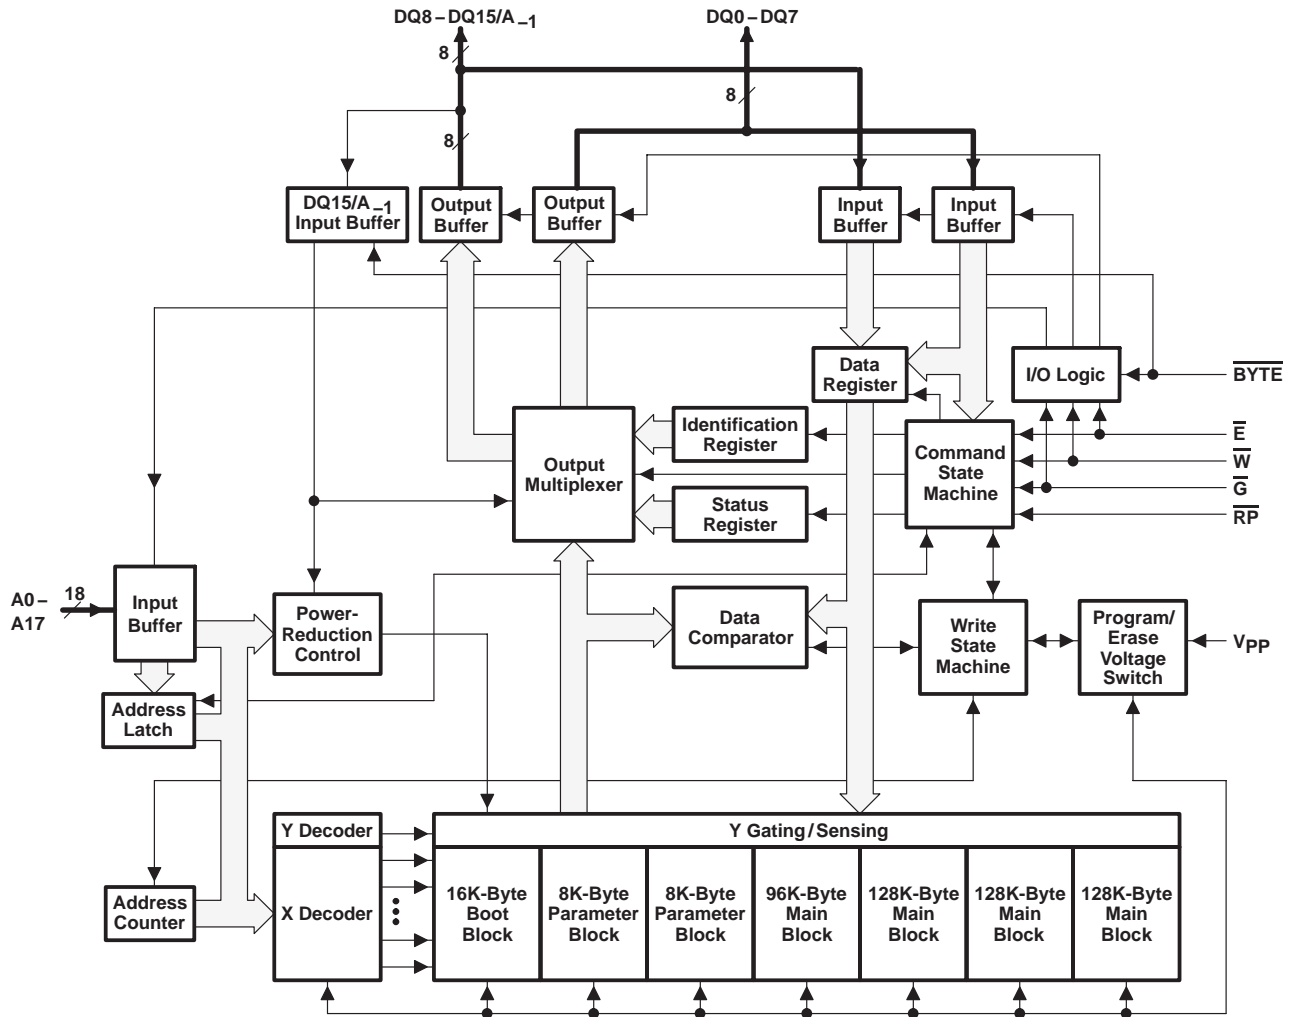 DQ8–DQ15/A–1
DQ0–DQ7
8
8
8
DQ15/A–1
Input Buffer
Output
Buffer
Output
Buffer
Input
Buffer
Input
Buffer
Data
Register
I/O Logic
BYTE
Identification
Register
Output
Multiplexer
Command
State
Machine
E
W
G
RP
Status
Register
A0–
A17
18
Input
Buffer
Power-
Reduction
Control
Data
Comparator
Write
State
Machine
Program/
Erase
Voltage
Switch
VPP
Address
Latch
Y Decoder
Y Gating/Sensing
Address
Counter
X Decoder
16K-Byte
Boot
Block
8K-Byte
Parameter
Block
8K-Byte
Parameter
Block
96K-Byte
Main
Block
128K-Byte
Main
Block
128K-Byte
Main
Block
128K-Byte
Main
Block